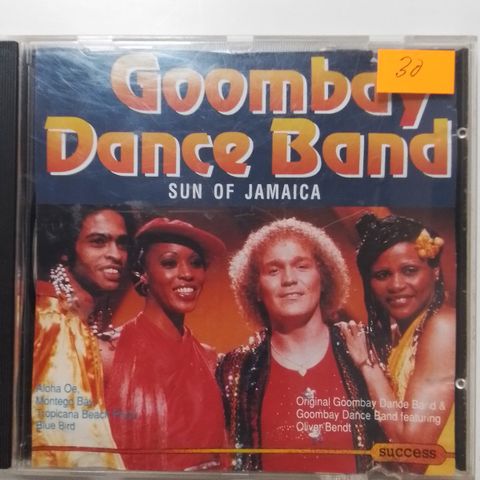 Goombay
Dance Band
SUN OF JAMAICA
30
Aloha Oe,
Montego Bay
Tropicana Beach
Blue Bird
Original Goombay Dance Band &
Goombay Dance Band featuring
Oliver Bendt
success